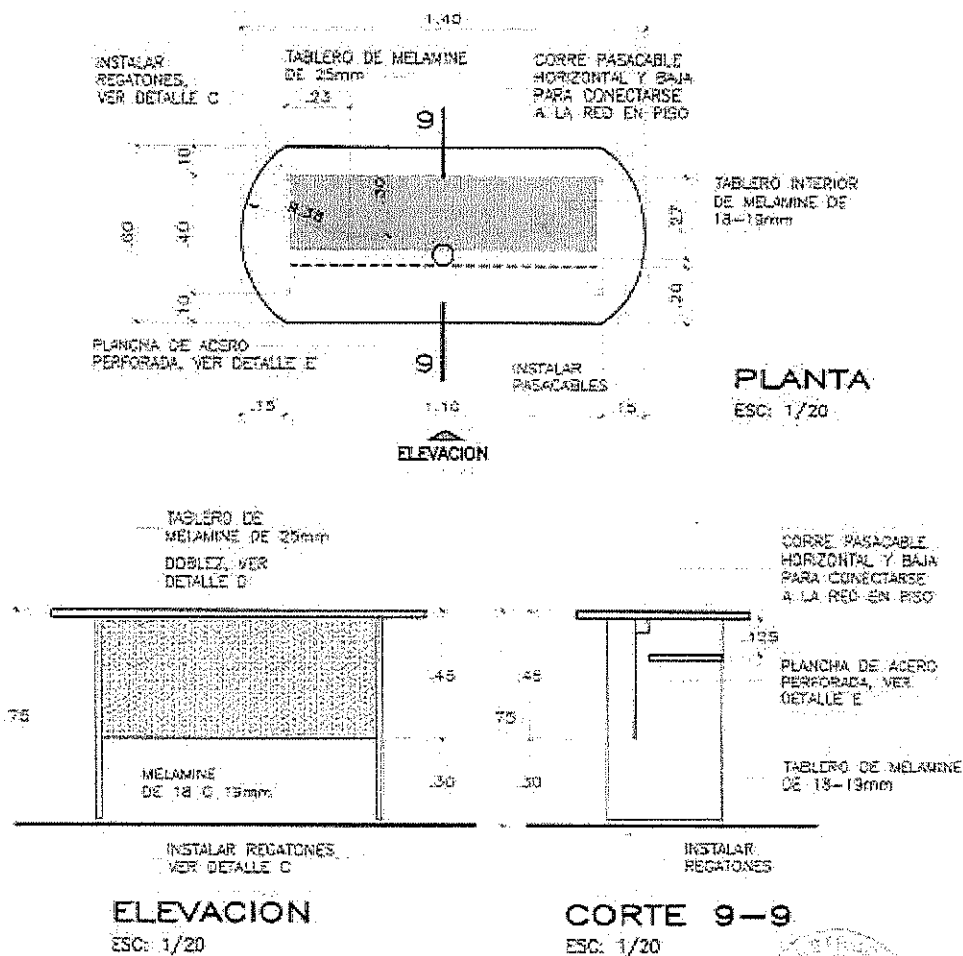 1.40
INSTALAR
REGATONES,
VER DETALLE C
TABLERO DE MELAMINE
DE 25mm
CORRE PASACABLE
HORIZONTAL Y BAJA
PARA CONECTARSE
A LA RED EN PISO
.23
9
.10
.60
.40
.10
.30
R.38
TABLERO INTERIOR
DE MELAMINE DE
18-19mm
.27
.20
PLANCHA DE ACERO
PERFORADA, VER DETALLE E
9
INSTALAR
PASACABLES
PLANTA
ESC: 1/20
.15
1.10
.15
ELEVACION
TABLERO DE
MELAMINE DE 25mm
DOBLEZ, VER
DETALLE D
CORRE PASACABLE
HORIZONTAL Y BAJA
PARA CONECTARSE
A LA RED EN PISO
.125
.45
.45
PLANCHA DE ACERO
PERFORADA, VER
DETALLE E
.75
.75
MELAMINE
DE 18 O 19mm
.30
.30
TABLERO DE MELAMINE
DE 18-19mm
INSTALAR REGATONES
VER DETALLE C
INSTALAR
REGATONES
ELEVACION
ESC: 1/20
CORTE 9-9
ESC: 1/20